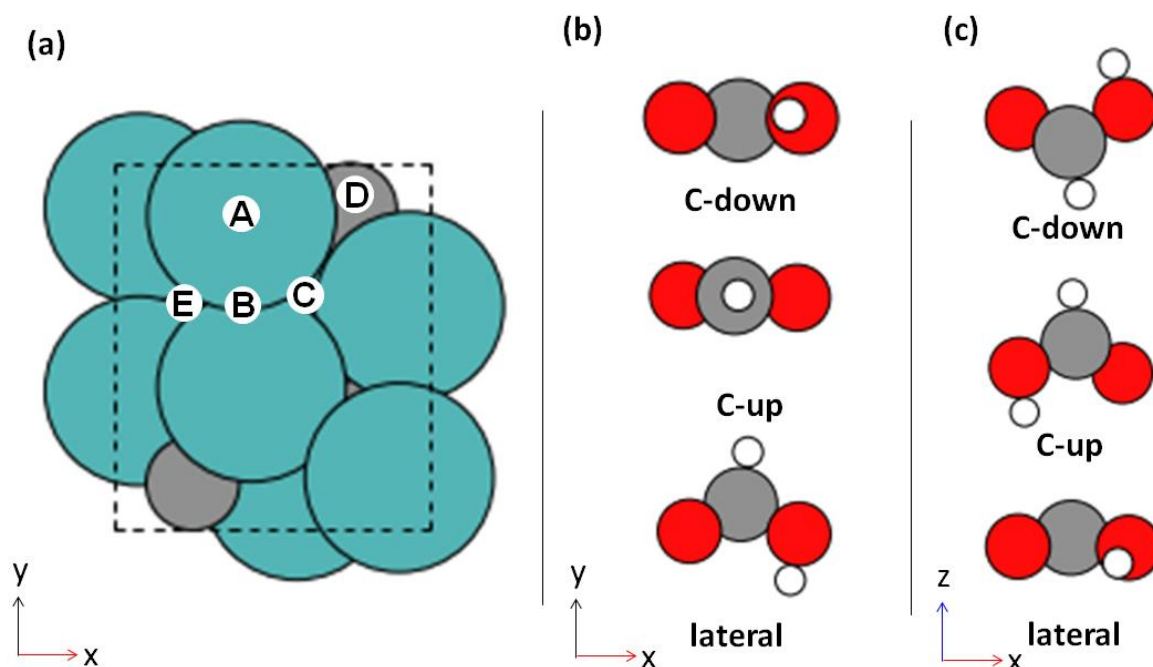 (a)
A
D
E
B
C
y
x
(b)
C-down
C-up
lateral
y
x
(c)
C-down
C-up
lateral
z
x